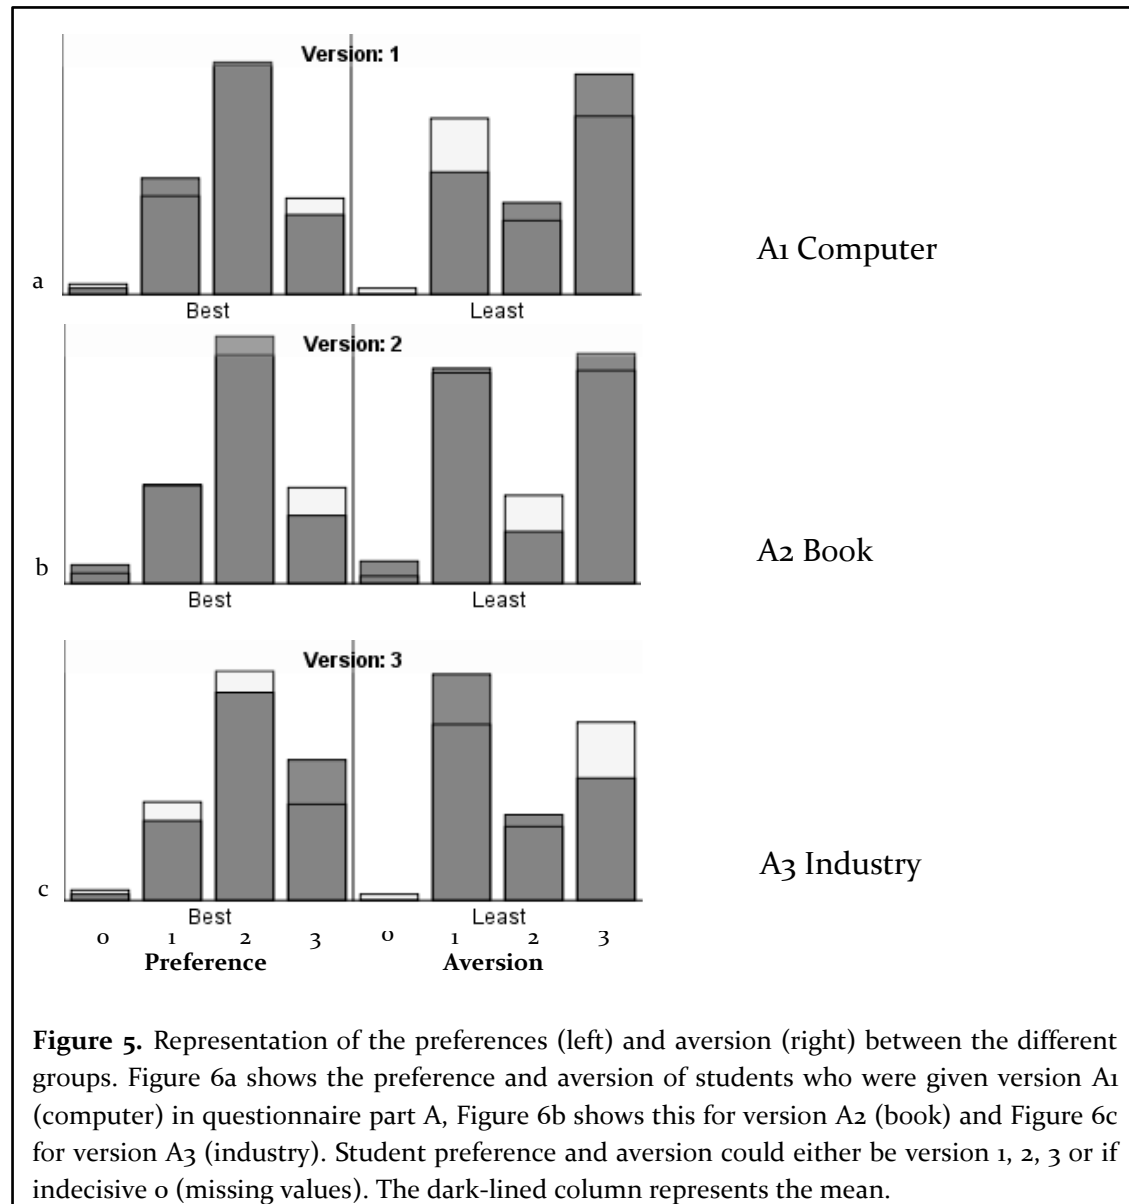 Version: 1
a
Best Least
A1 Computer
Version: 2
b
Best Least
A2 Book
Version: 3
c
Best Least
A3 Industry
0 1 2 3 0 1 2 3
Preference Aversion
Figure 5. Representation of the preferences (left) and aversion (right) between the different
groups. Figure 6a shows the preference and aversion of students who were given version A1
(computer) in questionnaire part A, Figure 6b shows this for version A2 (book) and Figure 6c
for version A3 (industry). Student preference and aversion could either be version 1, 2, 3 or if
indecisive 0 (missing values). The dark-lined column represents the mean.